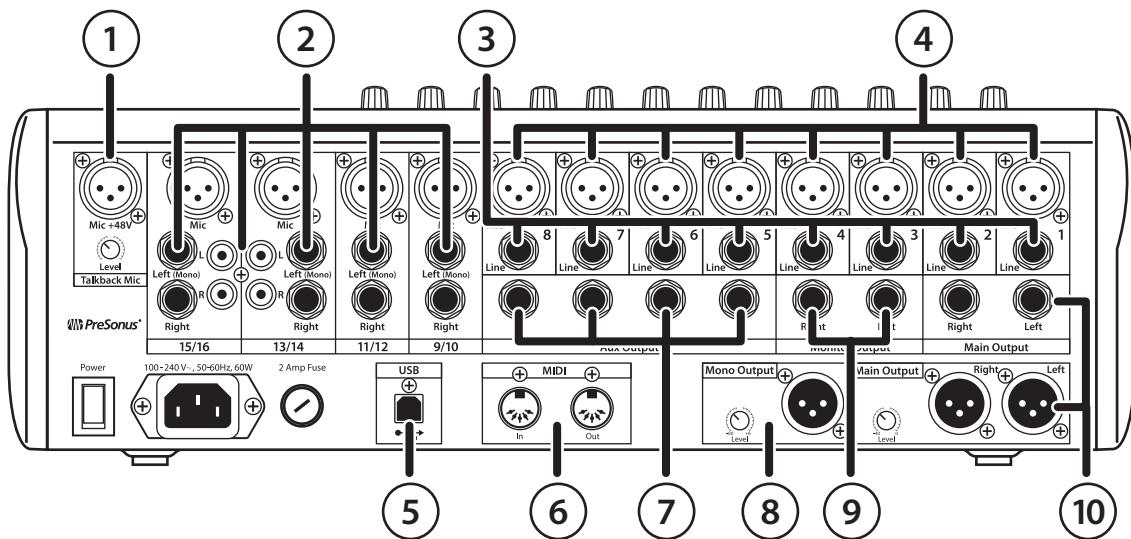 1 2 3 4
Mic +48V Mic Mic
8 7 6 5 4 3 2 1
Level Left (Mono) L L Left (Mono) Left (Mono) Left (Mono) Line Line Line Line Line Line Line Line
Talkback Mic
R R
PreSonus Right Right Right Right Right Right Left
15/16 13/14 11/12 9/10 Aux Output Output Main Output
Power 100-240 V~, 50-60Hz, 60W 2 Amp Fuse USB MIDI Mono Output Main Output Right Left
In Out Level Level
5 6 7 8 9 10